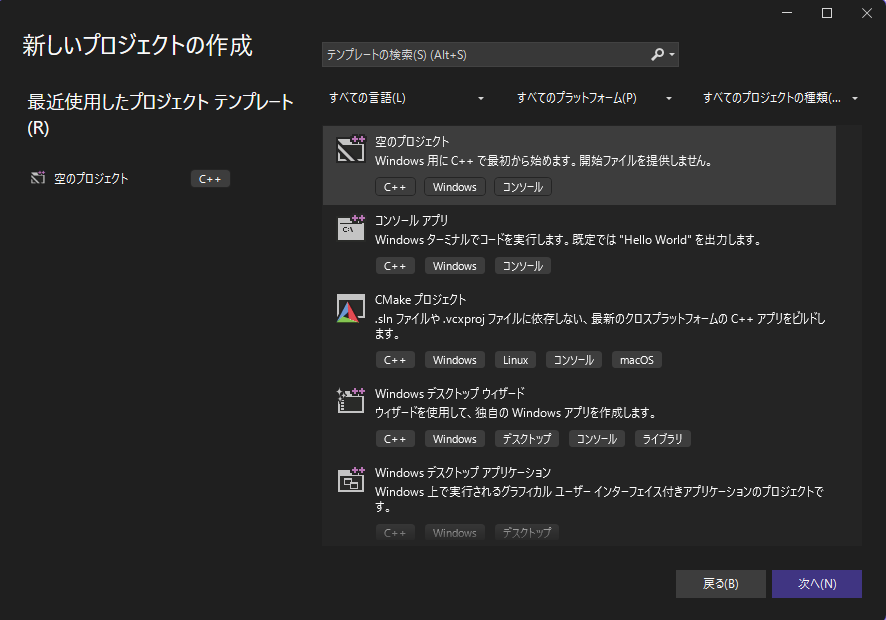 新しいプロジェクトの作成
テンプレートの検索(S) (Alt+S)
最近使用したプロジェクト テンプレート
(R)
空のプロジェクト C++
すべての言語(L) すべてのプラットフォーム(P) すべてのプロジェクトの種類(...
空のプロジェクト
Windows 用に C++ で最初から始めます。開始ファイルを提供しません。
C++ Windows コンソール
コンソール アプリ
Windows ターミナルでコードを実行します。既定では "Hello World" を出力します。
C++ Windows コンソール
CMake プロジェクト
.sln ファイルや .vcxproj ファイルに依存しない、最新のクロスプラットフォームの C++ アプリをビルドし
ます。
C++ Windows Linux コンソール macOS
Windows デスクトップ ウィザード
ウィザードを使用して、独自の Windows アプリを作成します。
C++ Windows デスクトップ コンソール ライブラリ
Windows デスクトップ アプリケーション
Windows 上で実行されるグラフィカル ユーザー インターフェイス付きアプリケーションのプロジェクトで
す。
C++ Windows デスクトップ
戻る(B) 次へ(N)